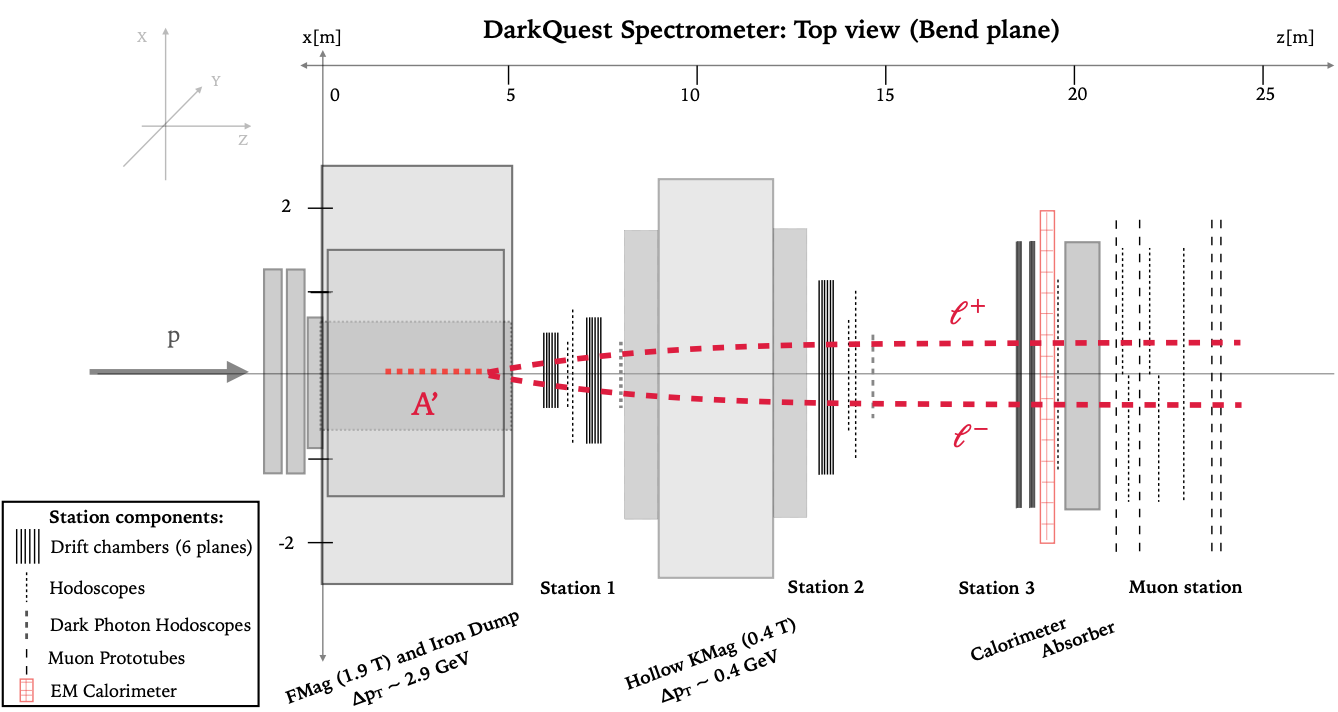 DarkQuest Spectrometer: Top view (Bend plane)
x[m]
z[m]
X
Y
Z
0
5
10
15
20
25
2
-2
p
A′
ℓ+
ℓ−
Station 1
Station 2
Station 3
Muon station
FMag (1.9 T) and Iron Dump
ΔpT ~ 2.9 GeV
Hollow KMag (0.4 T)
ΔpT ~ 0.4 GeV
Calorimeter
Absorber
Station components:
Drift chambers (6 planes)
Hodoscopes
Dark Photon Hodoscopes
Muon Prototubes
EM Calorimeter